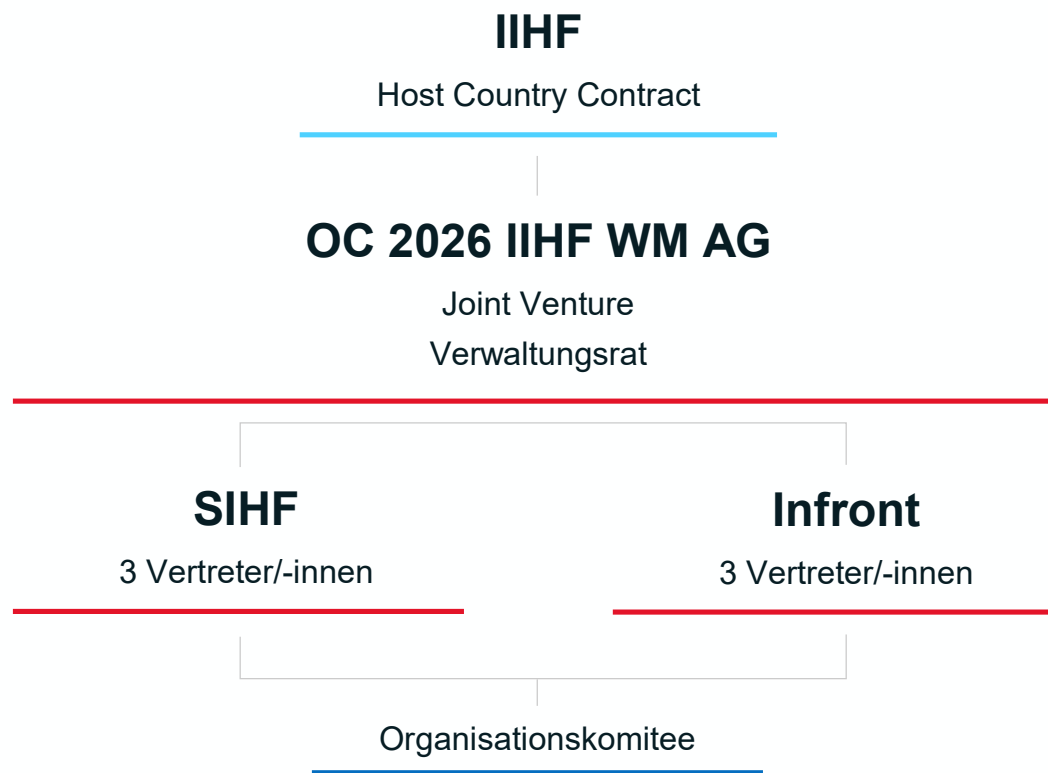 IIHF
Host Country Contract
OC 2026 IIHF WM AG
Joint Venture
Verwaltungsrat
SIHF
Infront
3 Vertreter/-innen
3 Vertreter/-innen
Organisationskomitee